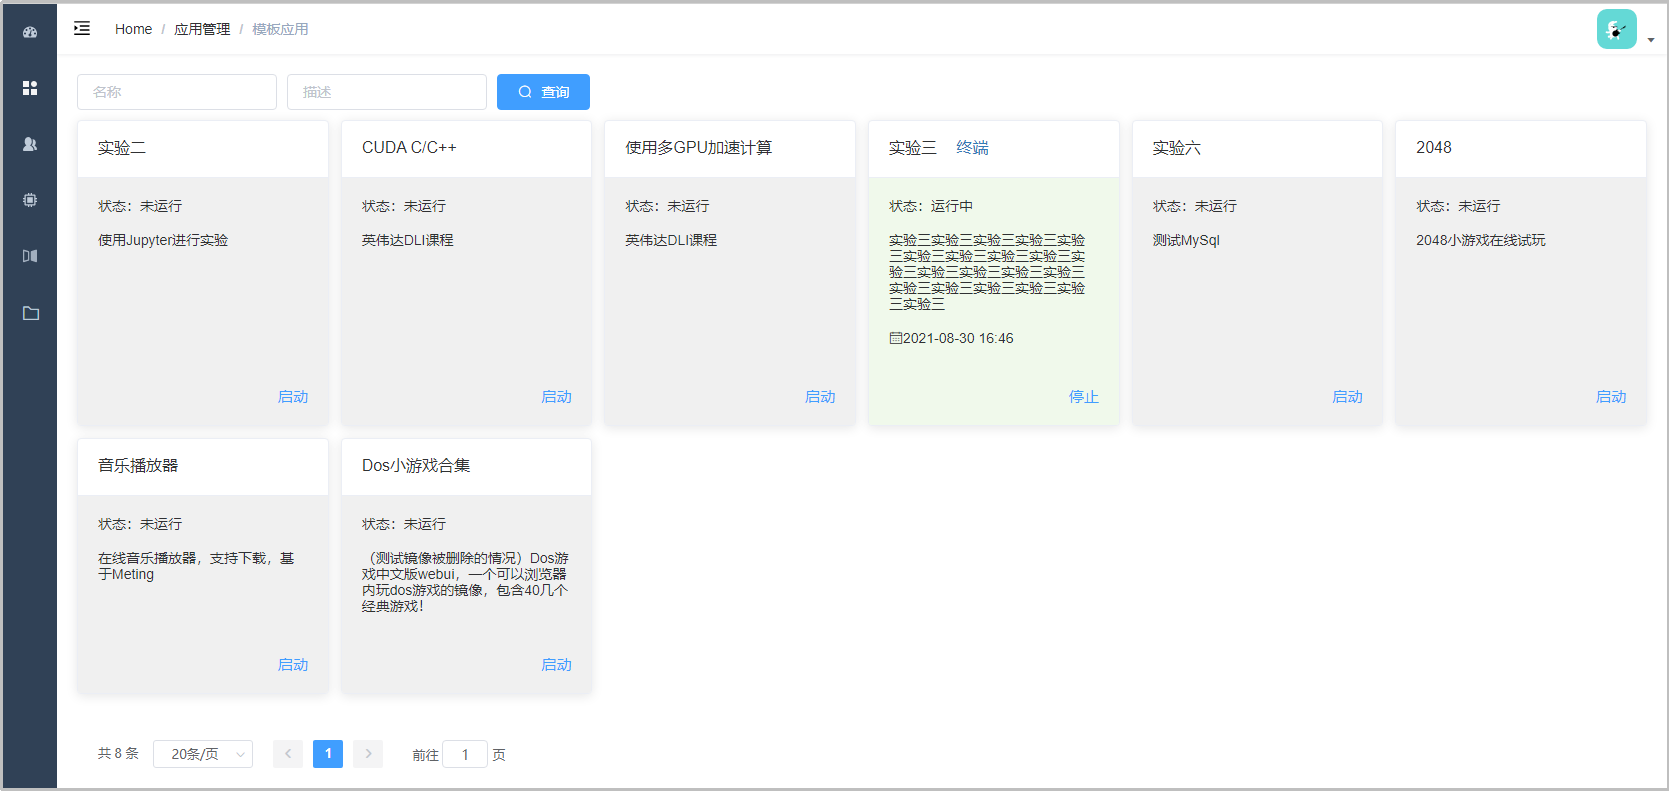 Home / 应用管理 / 模板应用
名称
描述
查询
实验二
状态：未运行
使用Jupyter进行实验
启动
CUDA C/C++
状态：未运行
英伟达DLI课程
启动
使用多GPU加速计算
状态：未运行
英伟达DLI课程
启动
实验三 终端
状态：运行中
实验三实验三实验三实验三实验
三实验三实验三实验三实验三实
验三实验三实验三实验三实验三
实验三实验三实验三实验三实验
三实验三
2021-08-30 16:46
停止
实验六
状态：未运行
测试MySql
启动
2048
状态：未运行
2048小游戏在线试玩
启动
音乐播放器
状态：未运行
在线音乐播放器，支持下载，基
于Meting
启动
Dos小游戏合集
状态：未运行
（测试镜像被删除的情况）Dos游
戏中文版webui，一个可以浏览器
内玩dos游戏的镜像，包含40几个
经典游戏！
启动
共 8 条
20条/页
1
前往 1 页